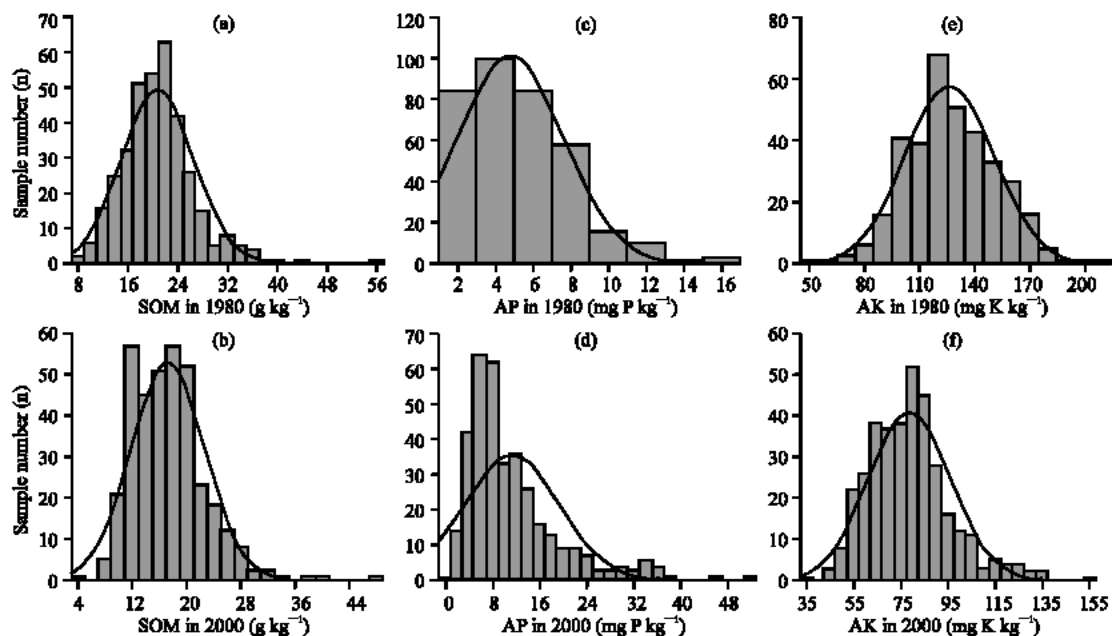 (a) (c) (e)
70 120 80
60 100
50 80 60
40 60 40
30
20 40 20
10 20
0 0 0
Sample number (n)
8 16 24 32 40 48 56 2 4 6 8 10 12 14 16 50 80 110 140 170 200
SOM in 1980 (g kg⁻¹) AP in 1980 (mg P kg⁻¹) AK in 1980 (mg K kg⁻¹)
(b) (d) (f)
60 70 60
50 60 50
40 50 40
30 40 30
20 30 20
10 20 10
0 10 0
0
Sample number (n)
4 12 20 28 36 44 0 8 16 24 32 40 48 35 55 75 95 115 135 155
SOM in 2000 (g kg⁻¹) AP in 2000 (mg P kg⁻¹) AK in 2000 (mg K kg⁻¹)